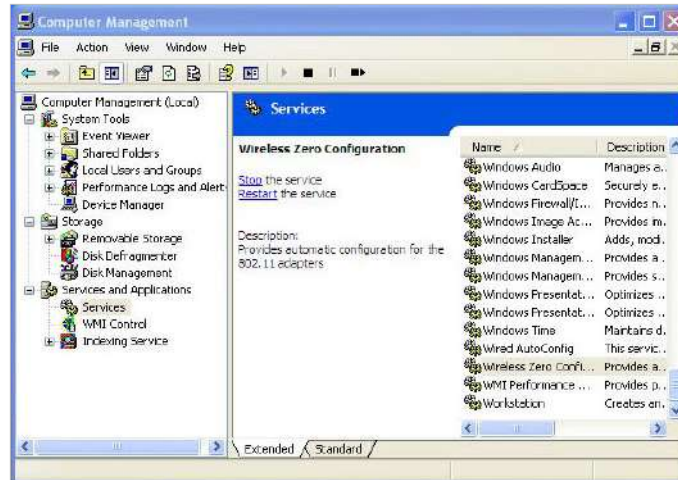 Computer Management
File Action View Window Help
Computer Management (Local)
System Tools
Event Viewer
Shared Folders
Local Users and Groups
Performance Logs and Alert
Device Manager
Storage
Removable Storage
Disk Defragmenter
Disk Management
Services and Applications
Services
WMI Control
Indexing Service
Services
Wireless Zero Configuration
Stop the service
Restart the service
Description:
Provides automatic configuration for the
802.11 adapters
Name Description
Windows Audio Manages a..
Windows CardSpace Securely e..
Windows Firewall/I... Provides n..
Windows Image Ac... Provides im.
Windows Installer Adds, modi.
Windows Managem... Provides a..
Windows Managem... Provides s..
Windows Presentat... Optimizes ..
Windows Presentat... Optimizes ..
Windows Time Maintains d.
Wired AutoConfig This servic..
Wireless Zero Confi... Provides a..
WMI Performance ... Provides p..
Workstation Creates an.
Extended Standard